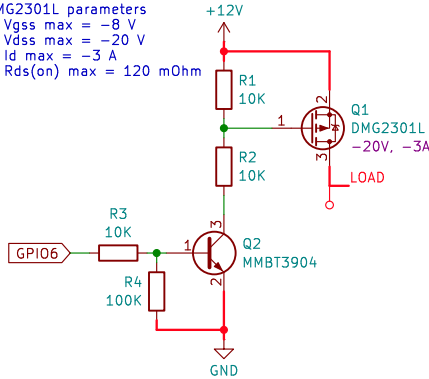 MG2301L parameters
Vgss max = −8 V
Vdss max = −20 V
Id max = −3 A
Rds(on) max = 120 mOhm
+12V
R1
10K
2
Q1
1
DMG2301L
−20V, −3A
3
R2
10K
LOAD
R3
10K
3
GPIO6
1
Q2
MMBT3904
R4
100K
2
GND